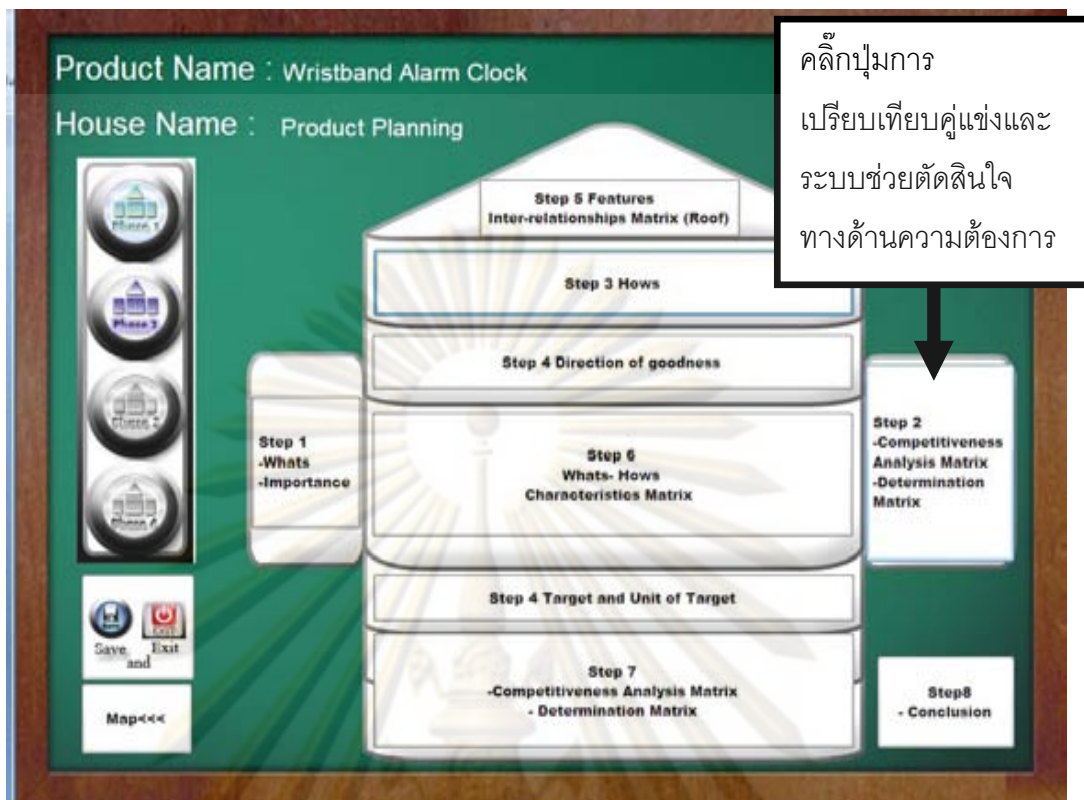 Product Name : Wristband Alarm Clock
House Name : Product Planning
คลิ๊กปุ่มการ
เปรียบเทียบคู่แข่งและ
ระบบช่วยตัดสินใจ
ทางด้านความต้องการ
Step 5 Features
Inter-relationships Matrix (Roof)
Step 3 Hows
Step 4 Direction of goodness
Step 1
-Whats
-Importance
Step 6
Whats- Hows
Characteristics Matrix
Step 2
-Competitiveness
Analysis Matrix
-Determination
Matrix
Step 4 Target and Unit of Target
Step 7
-Competitiveness Analysis Matrix
- Determination Matrix
Step8
- Conclusion
Phase 1
Phase 4
Save Exit
and
Map<<<